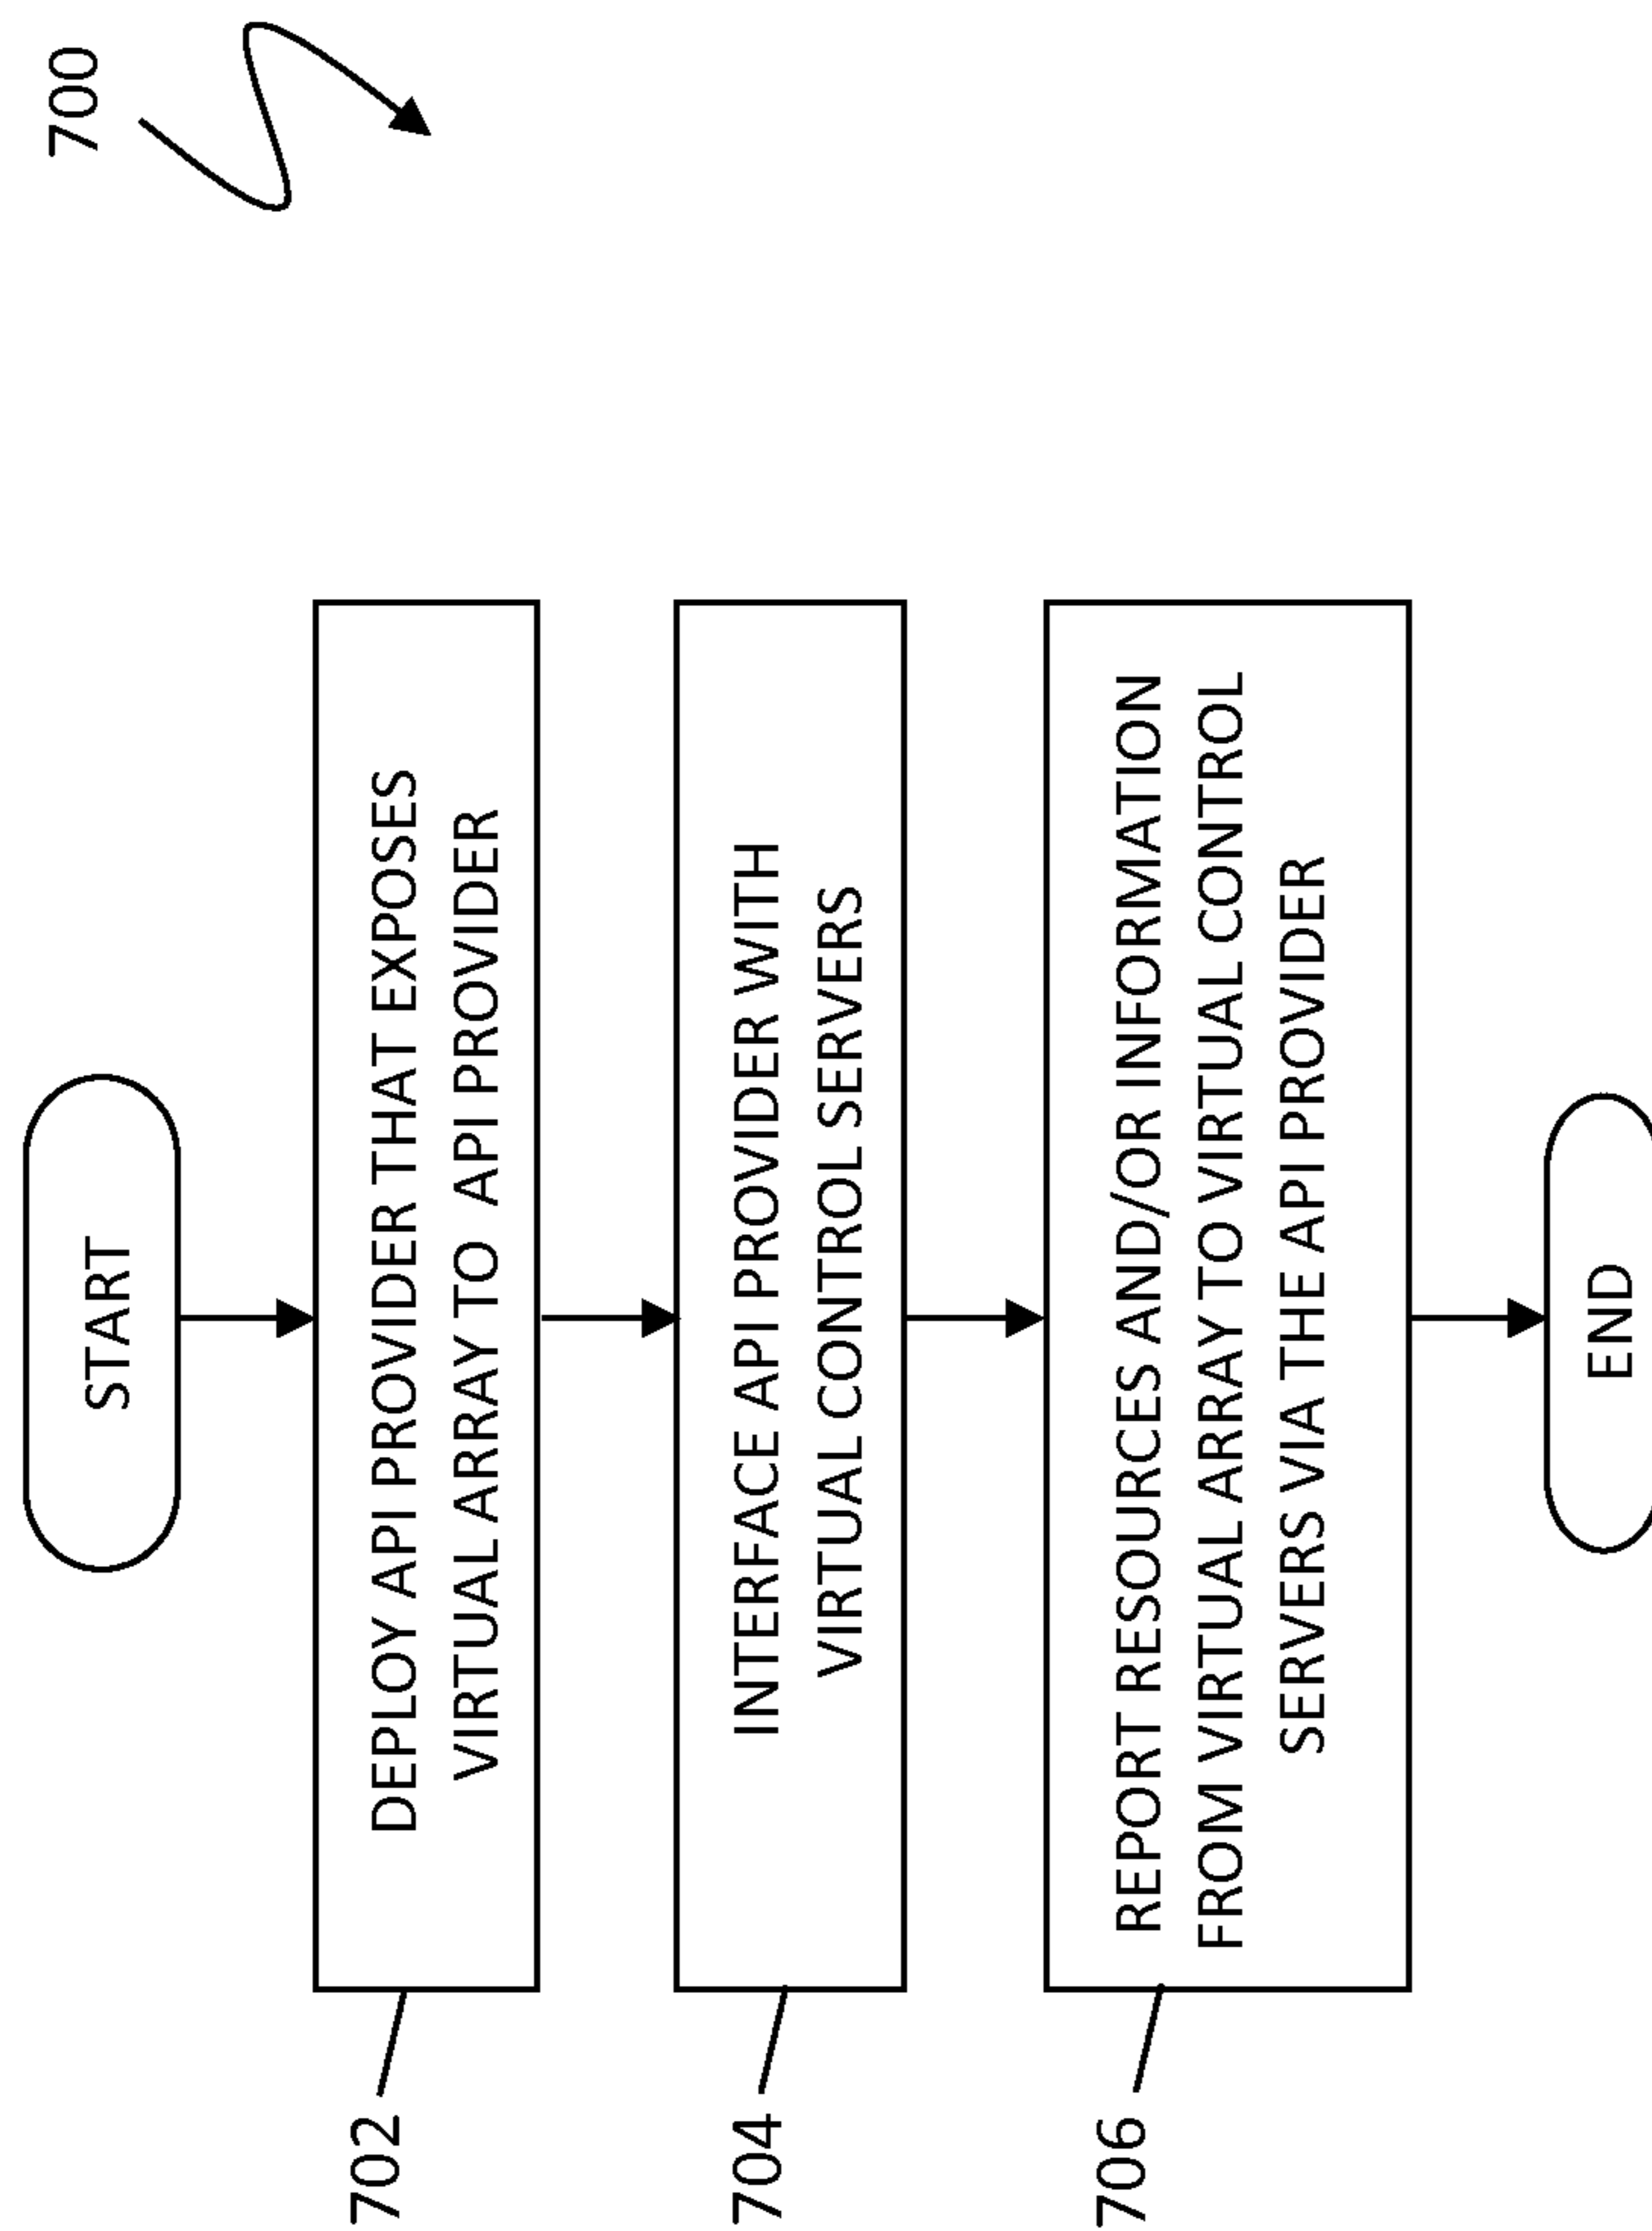 700
START
702
DEPLOY API PROVIDER THAT EXPOSES
VIRTUAL ARRAY TO API PROVIDER
704
INTERFACE API PROVIDER WITH
VIRTUAL CONTROL SERVERS
706
REPORT RESOURCES AND/OR INFORMATION
FROM VIRTUAL ARRAY TO VIRTUAL CONTROL
SERVERS VIA THE API PROVIDER
END